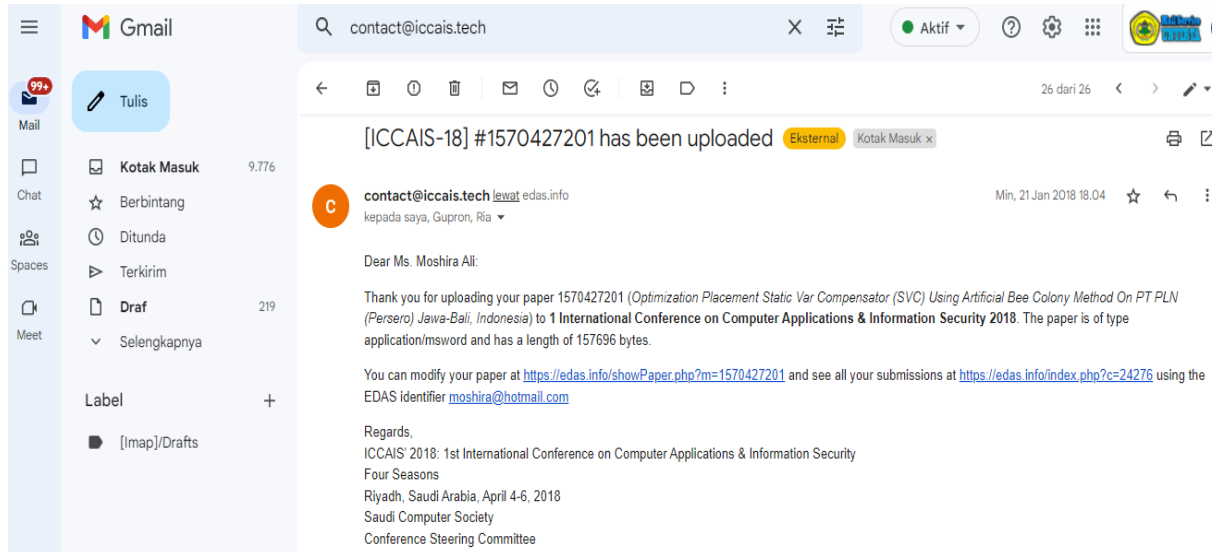 Gmail
contact@iccais.tech
Aktif
99+
Mail
Chat
Spaces
Meet
Tulis
Kotak Masuk 9.776
Berbintang
Ditunda
Terkirim
Draf 219
Selengkapnya
Label
[Imap]/Drafts
26 dari 26
[ICCAIS-18] #1570427201 has been uploaded Eksternal Kotak Masuk ×
C
contact@iccais.tech lewat edas.info Min, 21 Jan 2018 18.04
kepada saya, Gupron, Ria
Dear Ms. Moshira Ali:
Thank you for uploading your paper 1570427201 (Optimization Placement Static Var Compensator (SVC) Using Artificial Bee Colony Method On PT PLN
(Persero) Jawa-Bali, Indonesia) to 1 International Conference on Computer Applications & Information Security 2018. The paper is of type
application/msword and has a length of 157696 bytes.
You can modify your paper at https://edas.info/showPaper.php?m=1570427201 and see all your submissions at https://edas.info/index.php?c=24276 using the
EDAS identifier moshira@hotmail.com
Regards,
ICCAIS' 2018: 1st International Conference on Computer Applications & Information Security
Four Seasons
Riyadh, Saudi Arabia, April 4-6, 2018
Saudi Computer Society
Conference Steering Committee